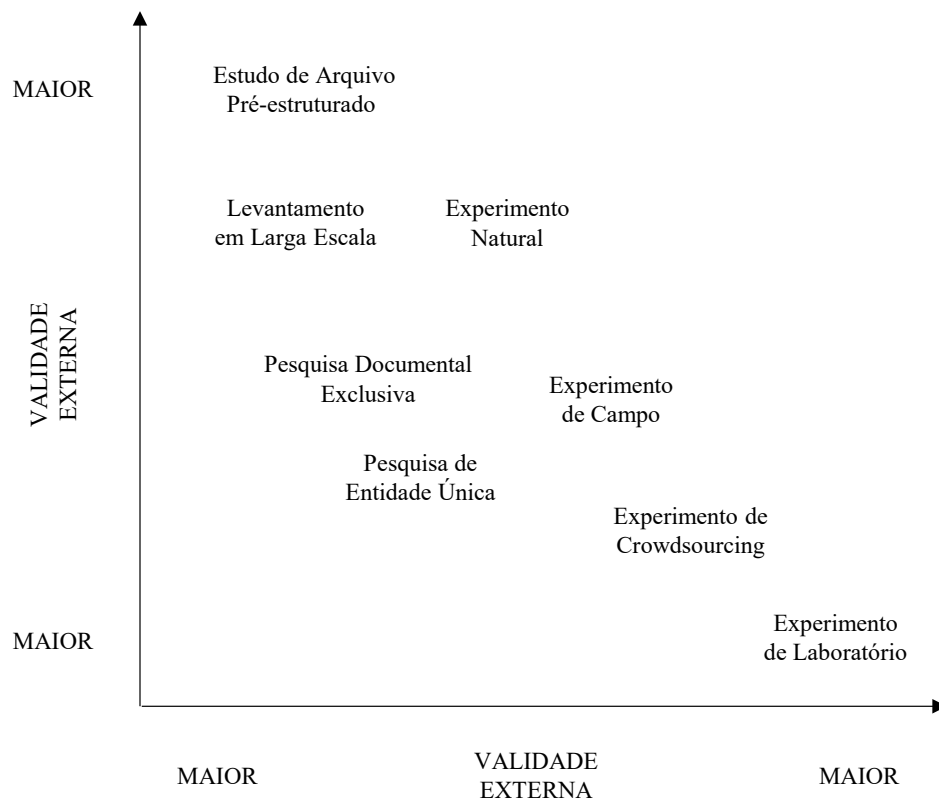 MAIOR
Estudo de Arquivo
Pré-estruturado
Levantamento
em Larga Escala
Experimento
Natural
VALIDADE
EXTERNA
Pesquisa Documental
Exclusiva
Experimento
de Campo
Pesquisa de
Entidade Única
Experimento de
Crowdsourcing
MAIOR
Experimento
de Laboratório
MAIOR
VALIDADE
EXTERNA
MAIOR